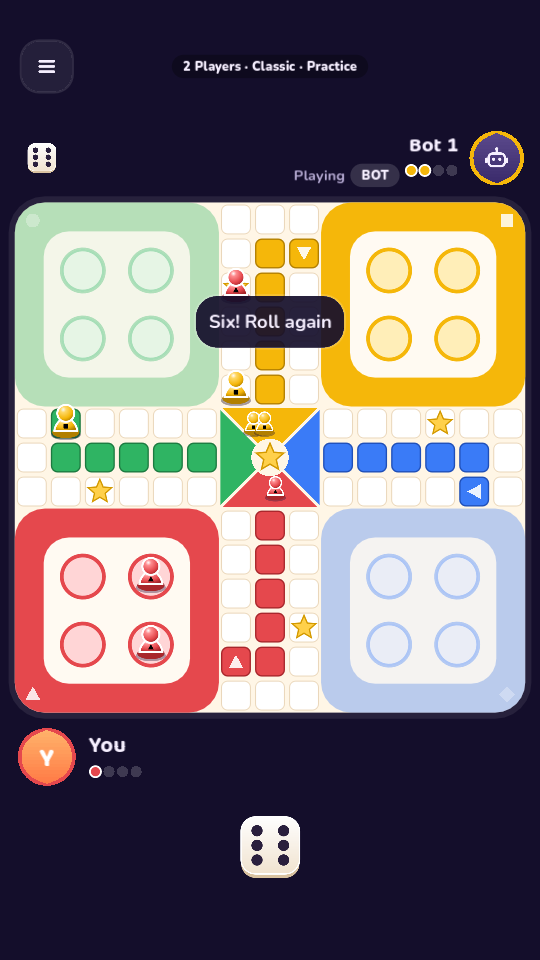 2 Players · Classic · Practice
Bot 1
Playing BOT
Six! Roll again
You
Y